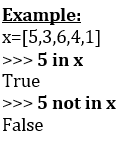 Example:
x=[5,3,6,4,1]
>>> 5 in x
True
>>> 5 not in x
False